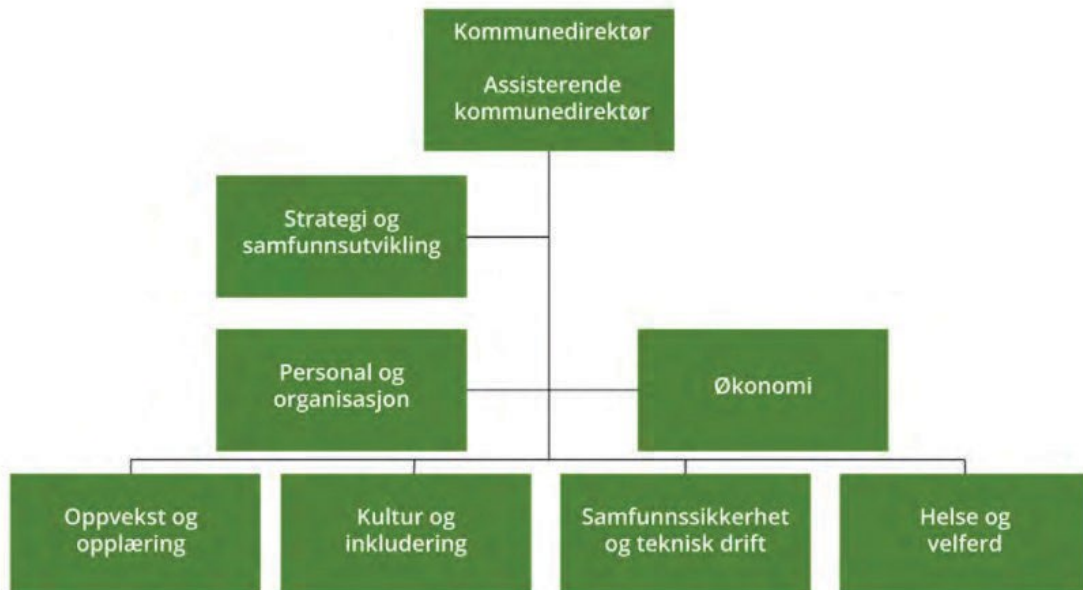 Kommunedirektør
Assisterende
kommunedirektør
Strategi og
samfunnsutvikling
Personal og
organisasjon
Økonomi
Oppvekst og
opplæring
Kultur og
inkludering
Samfunnssikkerhet
og teknisk drift
Helse og
velferd